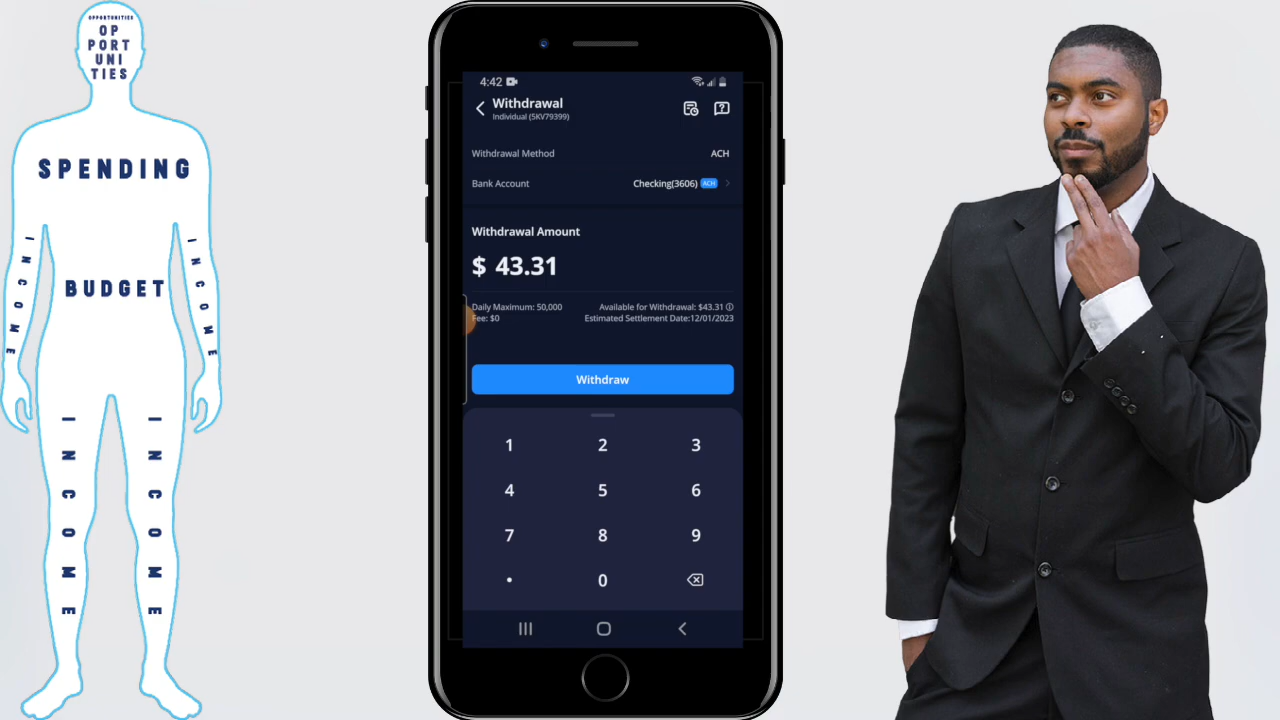 OPPORTUNITIES
OP
PORT
UNI
TIES
SPENDING
INCOME
INCOME
BUDGET
INCOME
INCOME
4:42
Withdrawal
Individual (5KV79399)
Withdrawal Method ACH
Bank Account Checking(3606) ACH
Withdrawal Amount
$ 43.31
Daily Maximum: 50,000 Available for Withdrawal: $43.31
Fee: $0 Estimated Settlement Date:12/01/2023
Withdraw
1 2 3
4 5 6
7 8 9
. 0